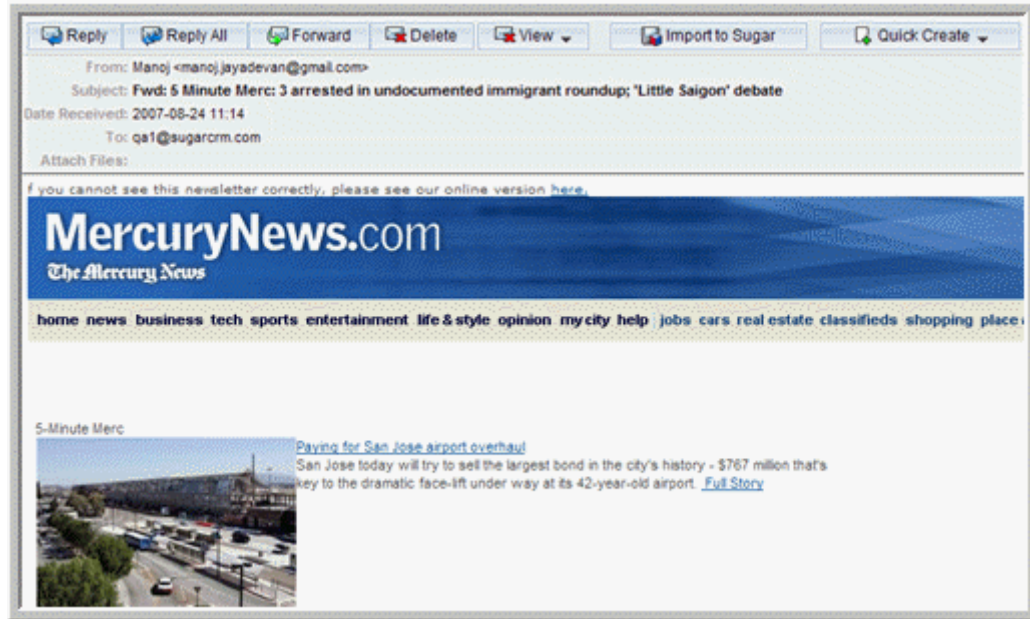 Reply Reply All Forward Delete View Import to Sugar Quick Create
From: Manoj <manoj.jayadevan@gmail.com>
Subject: Fwd: 5 Minute Merc: 3 arrested in undocumented immigrant roundup; 'Little Saigon' debate
Date Received: 2007-08-24 11:14
To: qa1@sugarcrm.com
Attach Files:
f you cannot see this newsletter correctly, please see our online version here.
MercuryNews.com
The Mercury News
home news business tech sports entertainment life & style opinion my city help jobs cars real estate classifieds shopping place
5-Minute Merc
Paying for San Jose airport overhaul
San Jose today will try to sell the largest bond in the city's history - $767 million that's
key to the dramatic face-lift under way at its 42-year-old airport. Full Story